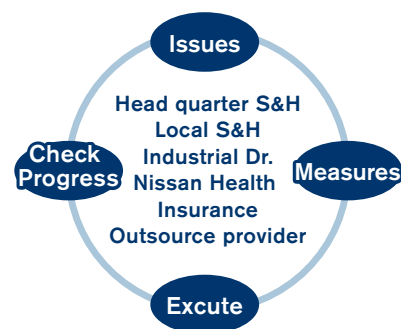 Issues
Head quarter S&H
Local S&H
Industrial Dr.
Nissan Health
Insurance
Outsource provider
Check
Progress
Measures
Excute